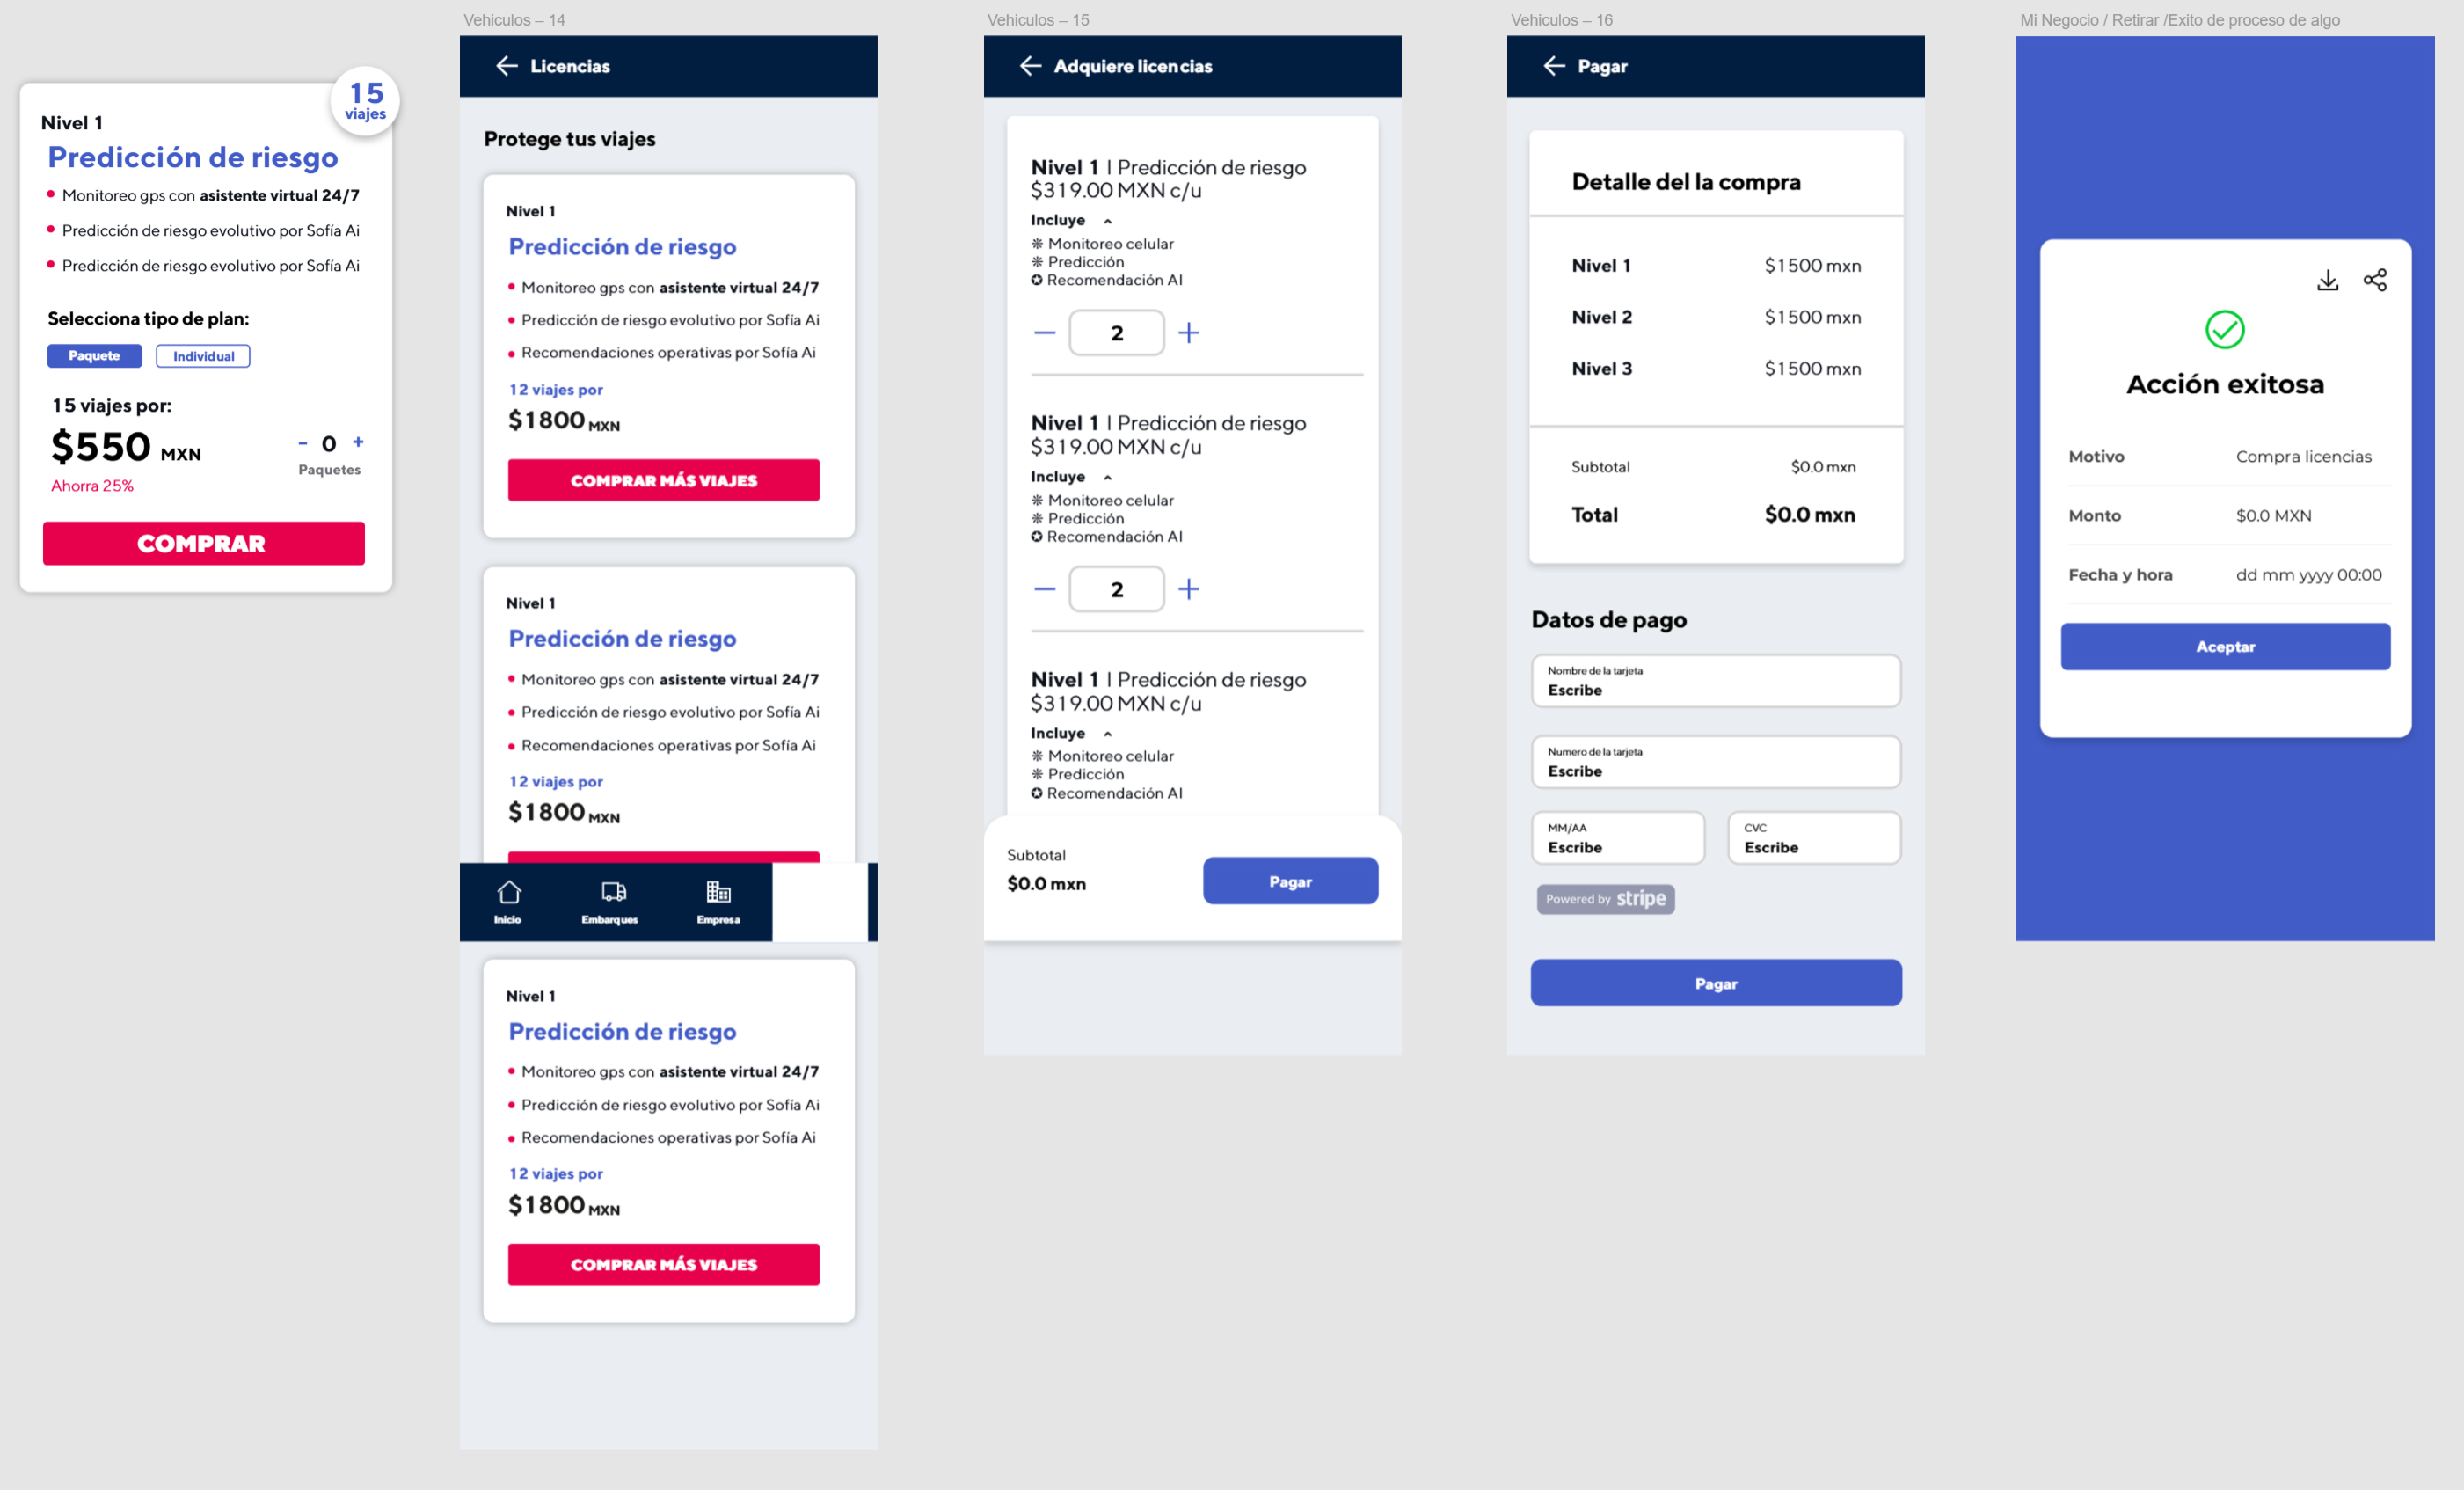 15
viajes
Nivel 1
Predicción de riesgo
Monitoreo gps con asistente virtual 24/7
Predicción de riesgo evolutivo por Sofía Ai
Predicción de riesgo evolutivo por Sofía Ai
Selecciona tipo de plan:
Paquete Individual
15 viajes por:
$550 MXN
- 0 +
Paquetes
Ahorra 25%
COMPRAR
Vehiculos – 14
Licencias
Protege tus viajes
Nivel 1
Predicción de riesgo
Monitoreo gps con asistente virtual 24/7
Predicción de riesgo evolutivo por Sofía Ai
Recomendaciones operativas por Sofía Ai
12 viajes por
$1800 MXN
COMPRAR MÁS VIAJES
Nivel 1
Predicción de riesgo
Monitoreo gps con asistente virtual 24/7
Predicción de riesgo evolutivo por Sofía Ai
Recomendaciones operativas por Sofía Ai
12 viajes por
$1800 MXN
Inicio Embarques Empresa
Nivel 1
Predicción de riesgo
Monitoreo gps con asistente virtual 24/7
Predicción de riesgo evolutivo por Sofía Ai
Recomendaciones operativas por Sofía Ai
12 viajes por
$1800 MXN
COMPRAR MÁS VIAJES
Vehiculos – 15
Adquiere licencias
Nivel 1 | Predicción de riesgo
$319.00 MXN c/u
Incluye
Monitoreo celular
Predicción
Recomendación AI
2
Nivel 1 | Predicción de riesgo
$319.00 MXN c/u
Incluye
Monitoreo celular
Predicción
Recomendación AI
2
Nivel 1 | Predicción de riesgo
$319.00 MXN c/u
Incluye
Monitoreo celular
Predicción
Recomendación AI
Subtotal
$0.0 mxn
Pagar
Vehiculos – 16
Pagar
Detalle del la compra
Nivel 1 $1500 mxn
Nivel 2 $1500 mxn
Nivel 3 $1500 mxn
Subtotal $0.0 mxn
Total $0.0 mxn
Datos de pago
Nombre de la tarjeta
Escribe
Numero de la tarjeta
Escribe
MM/AA
Escribe
CVC
Escribe
Powered by stripe
Pagar
Mi Negocio / Retirar /Exito de proceso de algo
Acción exitosa
Motivo Compra licencias
Monto $0.0 MXN
Fecha y hora dd mm yyyy 00:00
Aceptar